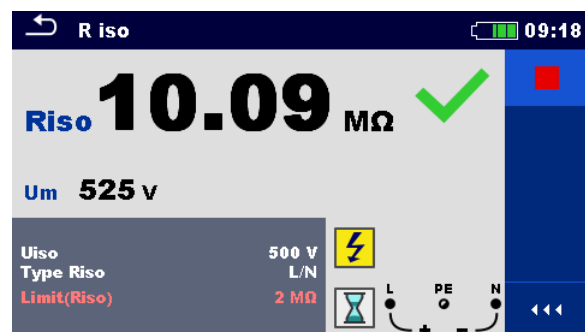 R iso 09:18
Riso 10.09 MΩ
Um 525 V
Uiso 500 V
Type Riso L/N
Limit(Riso) 2 MΩ
L PE N
+ -